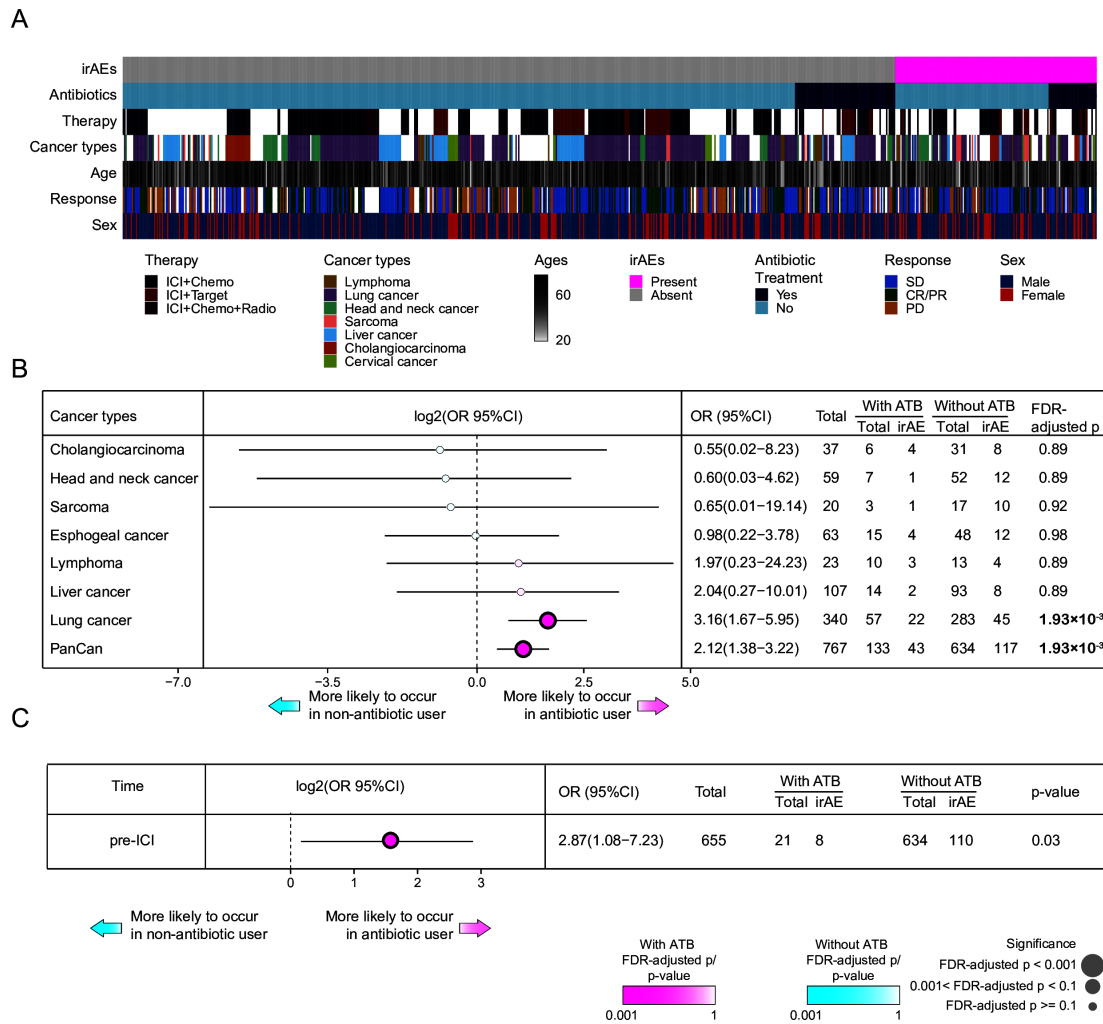 A
irAEs
Antibiotics
Therapy
Cancer types
Age
Response
Sex
Therapy
ICI+Chemo
ICI+Target
ICI+Chemo+Radio
Cancer types
Lymphoma
Lung cancer
Head and neck cancer
Sarcoma
Liver cancer
Cholangiocarcinoma
Cervical cancer
Ages
60
20
irAEs
Present
Absent
Antibiotic
Treatment
Yes
No
Response
SD
CR/PR
PD
Sex
Male
Female
B
Cancer types log2(OR 95%CI) OR (95%CI) Total With ATB Total irAE Without ATB Total irAE FDR-adjusted p
Cholangiocarcinoma 0.55(0.02−8.23) 37 6 4 31 8 0.89
Head and neck cancer 0.60(0.03−4.62) 59 7 1 52 12 0.89
Sarcoma 0.65(0.01−19.14) 20 3 1 17 10 0.92
Esphogeal cancer 0.98(0.22−3.78) 63 15 4 48 12 0.98
Lymphoma 1.97(0.23−24.23) 23 10 3 13 4 0.89
Liver cancer 2.04(0.27−10.01) 107 14 2 93 8 0.89
Lung cancer 3.16(1.67−5.95) 340 57 22 283 45 1.93×10⁻³
PanCan 2.12(1.38−3.22) 767 133 43 634 117 1.93×10⁻³
−7.0 −3.5 0.0 2.5 5.0
More likely to occur
in non-antibiotic user
More likely to occur
in antibiotic user
C
Time log2(OR 95%CI) OR (95%CI) Total With ATB Total irAE Without ATB Total irAE p-value
pre-ICI 2.87(1.08−7.23) 655 21 8 634 110 0.03
0 1 2 3
More likely to occur
in non-antibiotic user
More likely to occur
in antibiotic user
With ATB
FDR-adjusted p/
p-value
0.001 1
Without ATB
FDR-adjusted p/
p-value
0.001 1
Significance
FDR-adjusted p < 0.001
0.001< FDR-adjusted p < 0.1
FDR-adjusted p >= 0.1